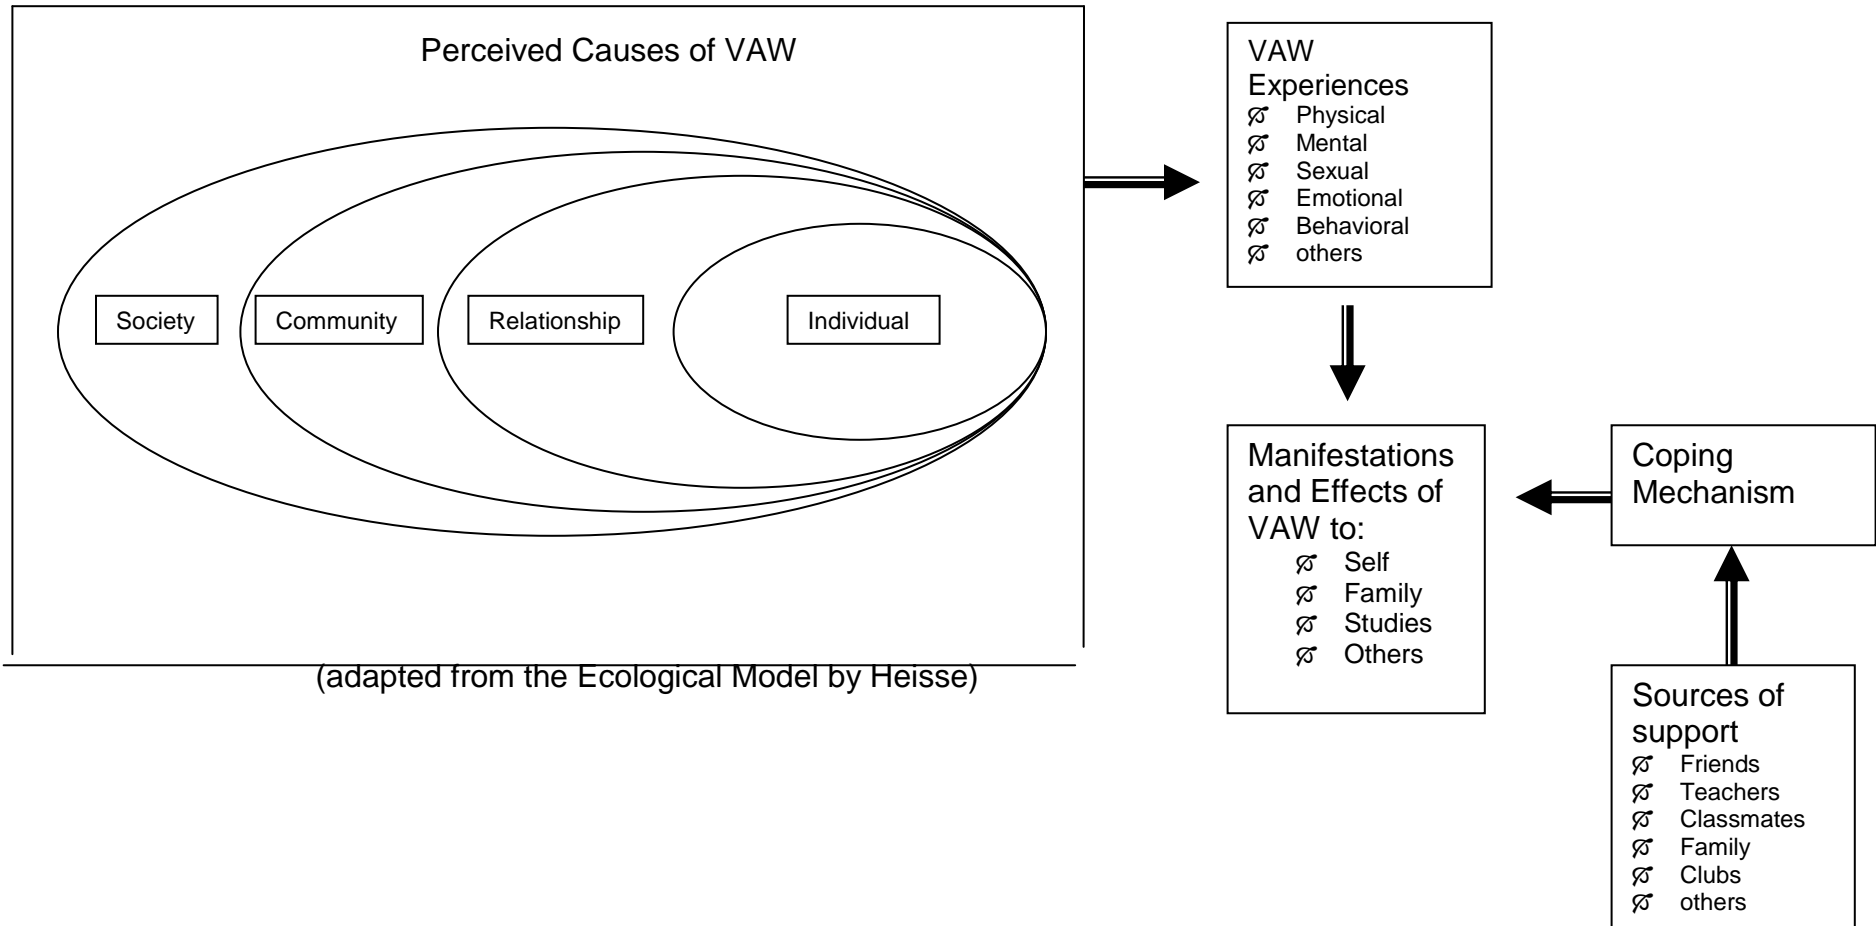 Perceived Causes of VAW
Society
Community
Relationship
Individual
(adapted from the Ecological Model by Heisse)
VAW
Experiences
Physical
Mental
Sexual
Emotional
Behavioral
others
Manifestations
and Effects of
VAW to:
Self
Family
Studies
Others
Coping
Mechanism
Sources of
support
Friends
Teachers
Classmates
Family
Clubs
others